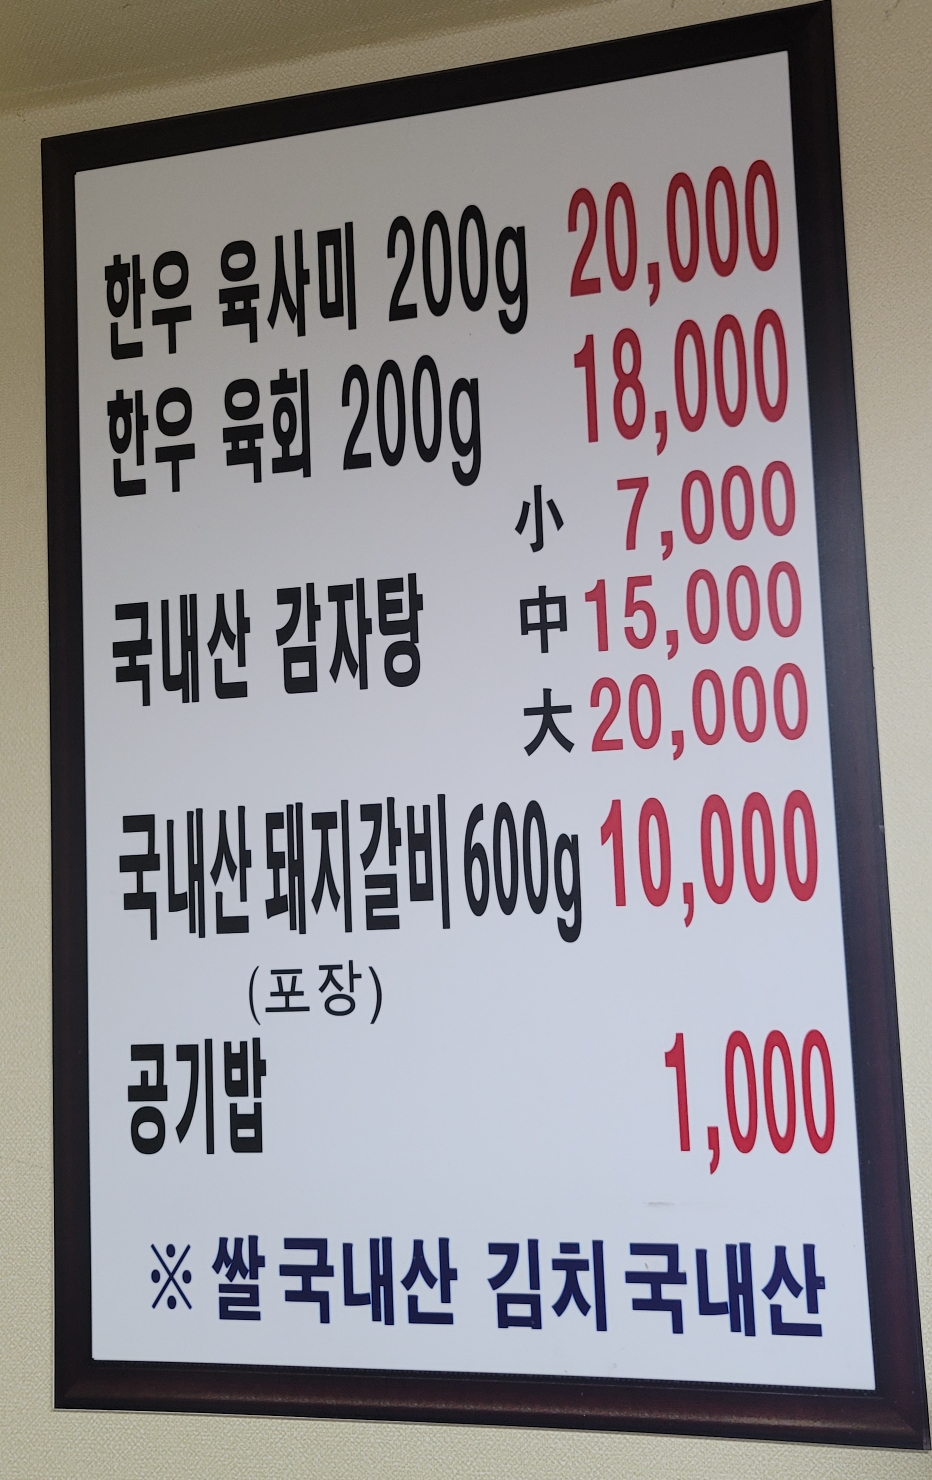 한우 육사미 200g 20,000
한우 육회 200g 18,000
小 7,000
국내산 감자탕 中 15,000
大 20,000
국내산 돼지갈비 600g 10,000
(포장)
공기밥 1,000
※ 쌀 국내산 김치 국내산